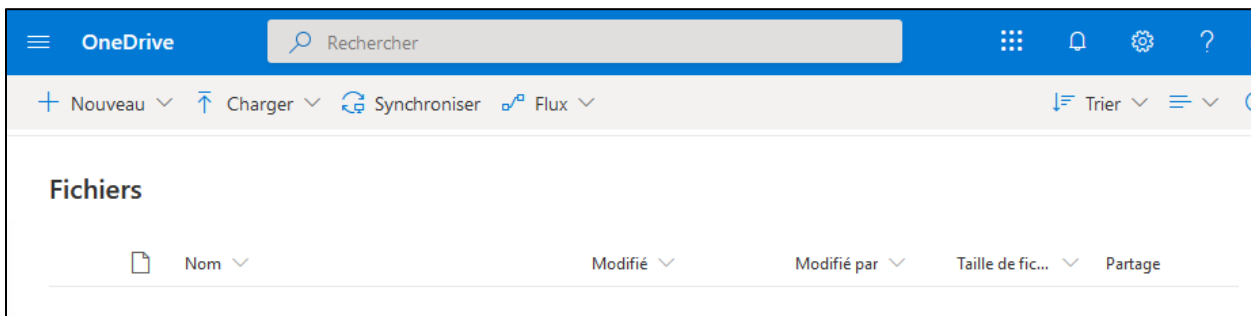 OneDrive Rechercher ?
Nouveau Charger Synchroniser Flux Trier
Fichiers
Nom Modifié Modifié par Taille de fic... Partage